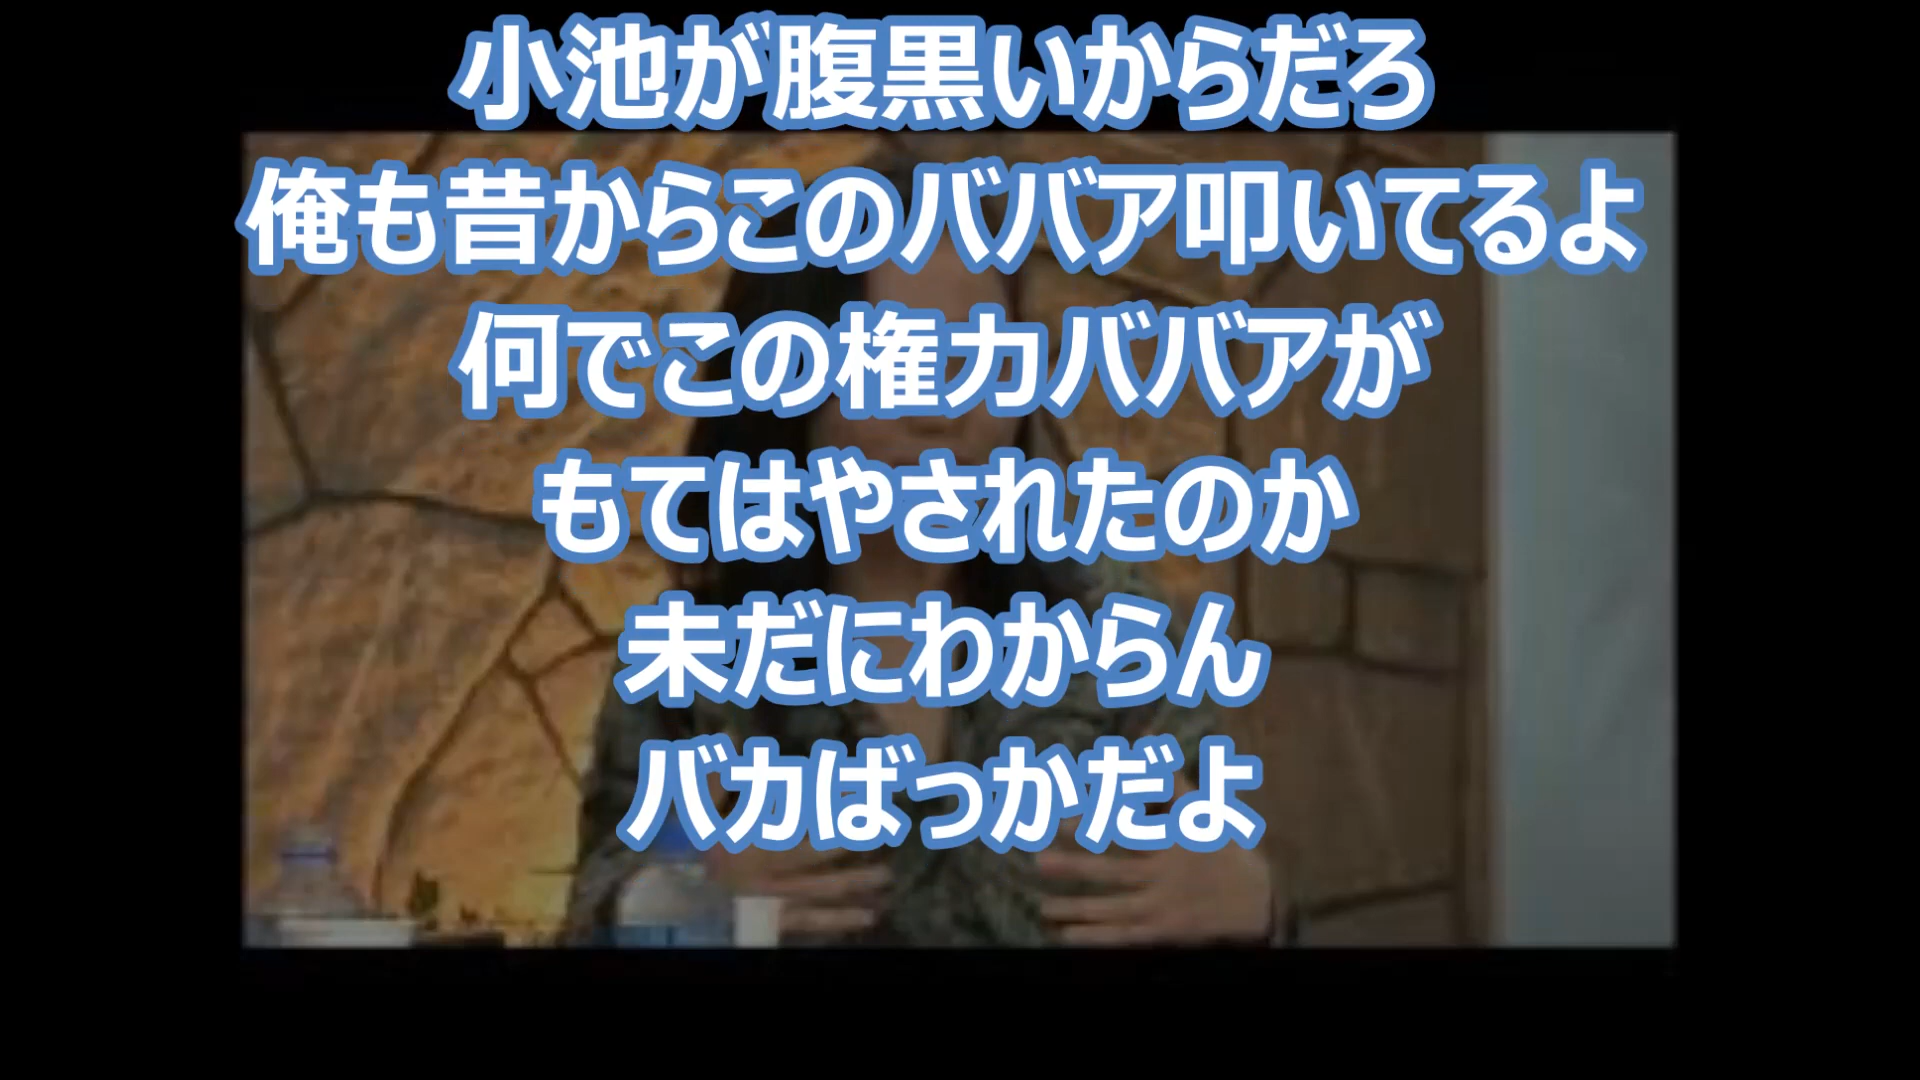 小池が腹黒いからだろ
俺も昔からこのババア叩いてるよ
何でこの権力ババアが
もてはやされたのか
未だにわからん
バカばっかだよ